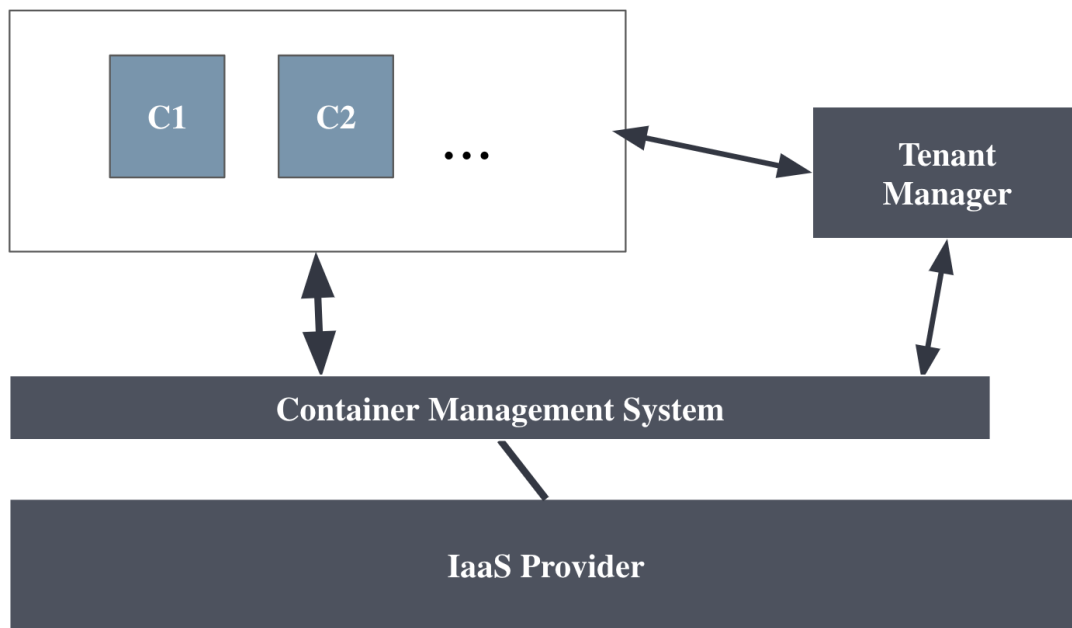 C1
C2
...
Tenant
Manager
Container Management System
IaaS Provider